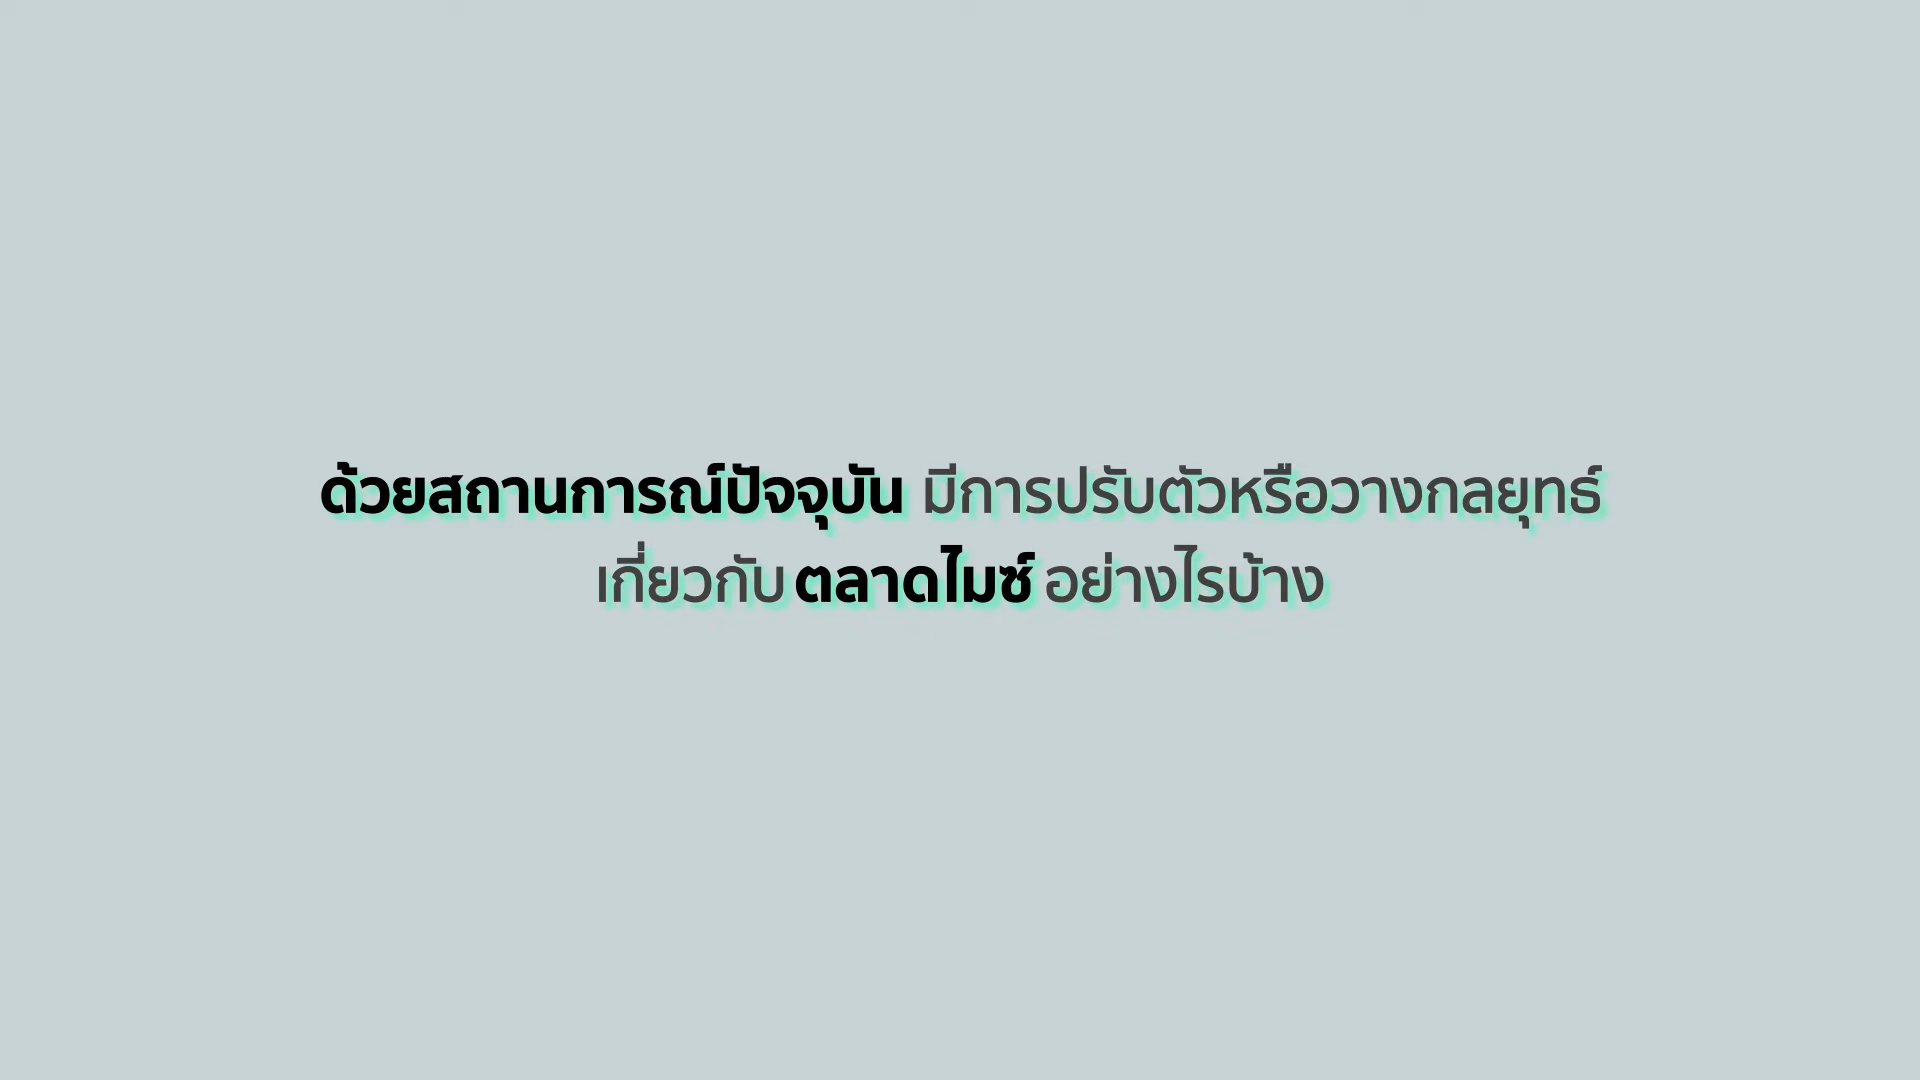 ด้วยสถานการณ์ปัจจุบัน มีการปรับตัวหรือวางกลยุทธ์
เกี่ยวกับ ตลาดไมซ์ อย่างไรบ้าง